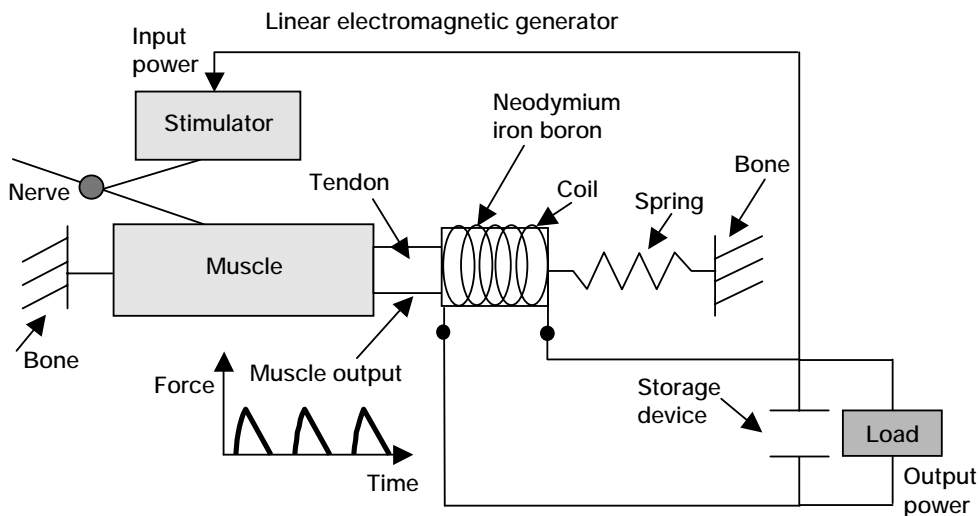 Linear electromagnetic generator
Input
power
Neodymium
iron boron
Stimulator
Bone
Nerve
Tendon
Coil
Spring
Muscle
Bone
Muscle output
Force
Time
Storage
device
Load
Output
power